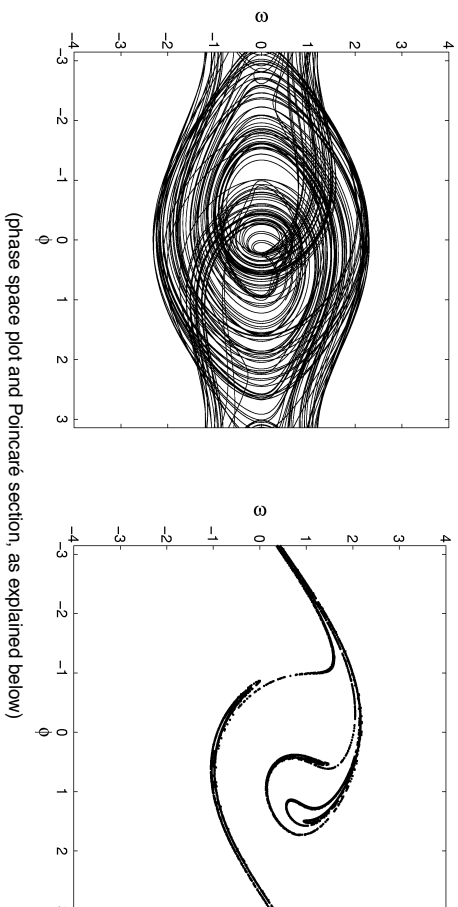 4
3
2
1
0
−1
−2
−3
−4
ω
−3 −2 −1 0 1 2 3
φ
4
3
2
1
0
−1
−2
−3
−4
ω
−3 −2 −1 0 1 2
φ
(phase space plot and Poincaré section, as explained below)